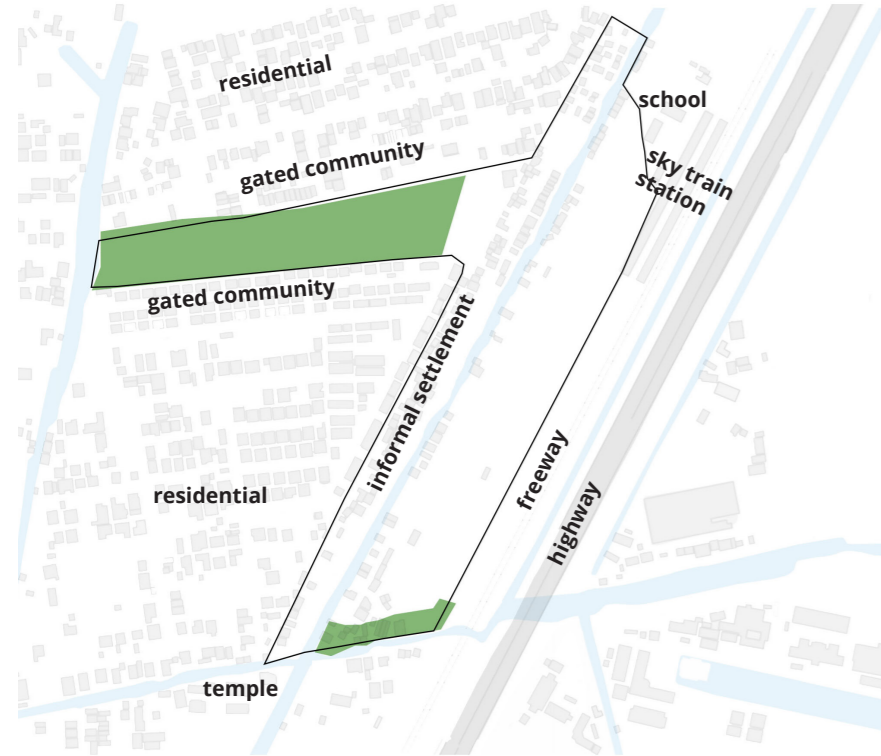 residential
school
gated community
sky train
station
gated community
informal settlement
freeway
residential
highway
temple